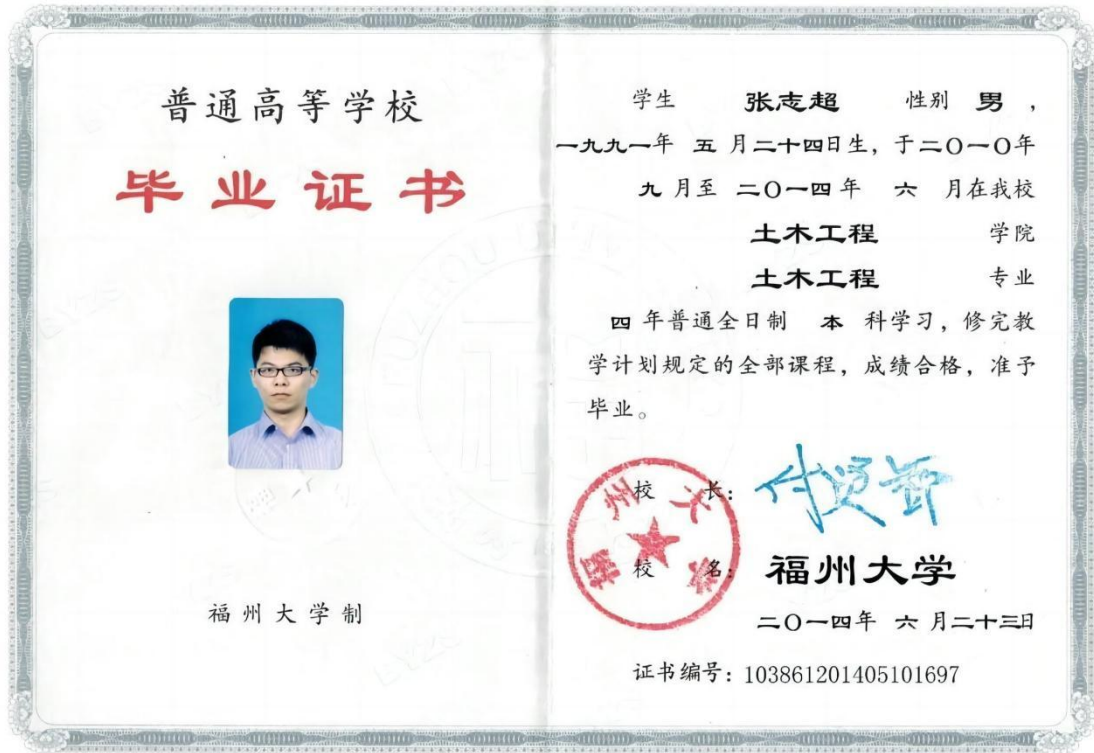 普通高等学校
毕业证书
福州大学制
学生 张志超 性别 男，
一九九一年 五 月二十四日生，于二〇一〇年
九 月至 二〇一四年 六 月在我校
土木工程 学院
土木工程 专业
四 年普通全日制 本 科学习，修完教
学计划规定的全部课程，成绩合格，准予
毕业。
校 长：
校 名：福州大学
二〇一四年 六 月二十三日
证书编号：103861201405101697
福州大学